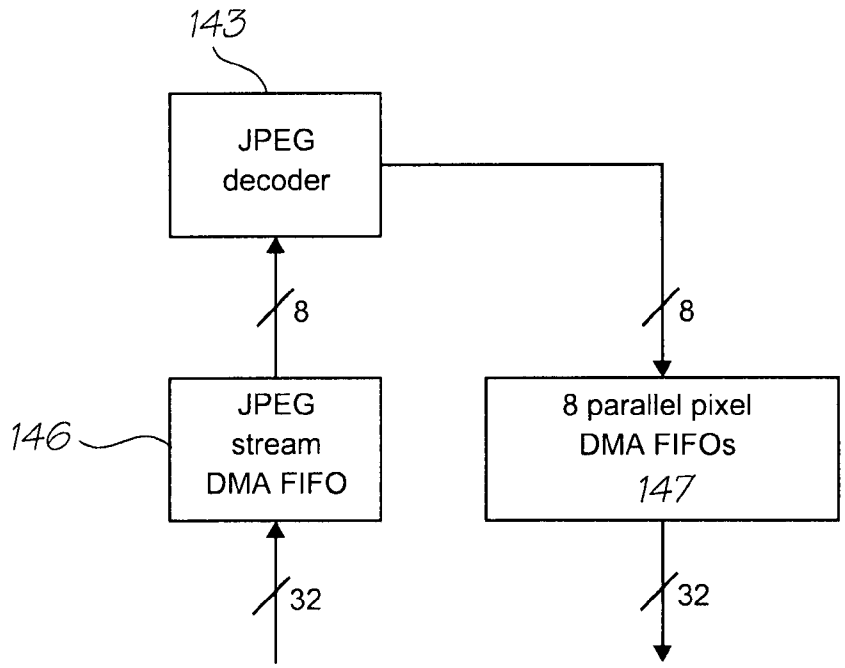 143
JPEG
decoder
8
8
146
JPEG
stream
DMA FIFO
8 parallel pixel
DMA FIFOs
147
32
32